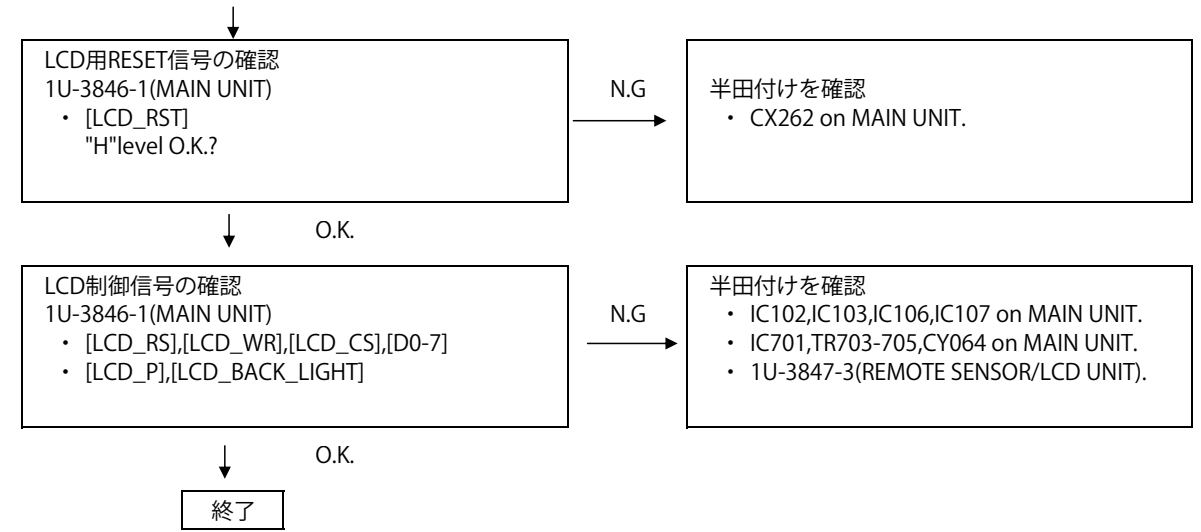 LCD用RESET信号の確認
1U-3846-1(MAIN UNIT)
・ [LCD_RST]
"H"level O.K.?
N.G
半田付けを確認
・ CX262 on MAIN UNIT.
O.K.
LCD制御信号の確認
1U-3846-1(MAIN UNIT)
・ [LCD_RS],[LCD_WR],[LCD_CS],[D0-7]
・ [LCD_P],[LCD_BACK_LIGHT]
N.G
半田付けを確認
・ IC102,IC103,IC106,IC107 on MAIN UNIT.
・ IC701,TR703-705,CY064 on MAIN UNIT.
・ 1U-3847-3(REMOTE SENSOR/LCD UNIT).
O.K.
終了